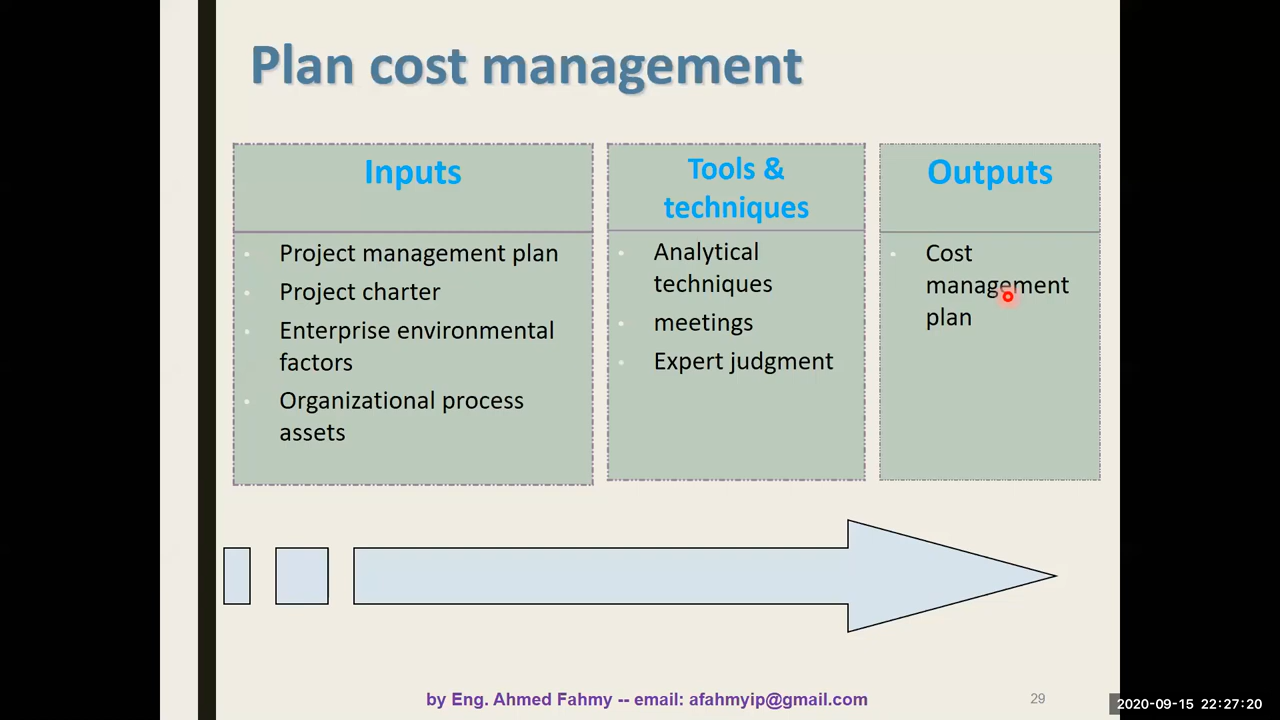 Plan cost management
Inputs
Project management plan
Project charter
Enterprise environmental
factors
Organizational process
assets
Tools &
techniques
Analytical
techniques
meetings
Expert judgment
Outputs
Cost
management
plan
by Eng. Ahmed Fahmy -- email: afahmyip@gmail.com
29
2020-09-15 22:27:20